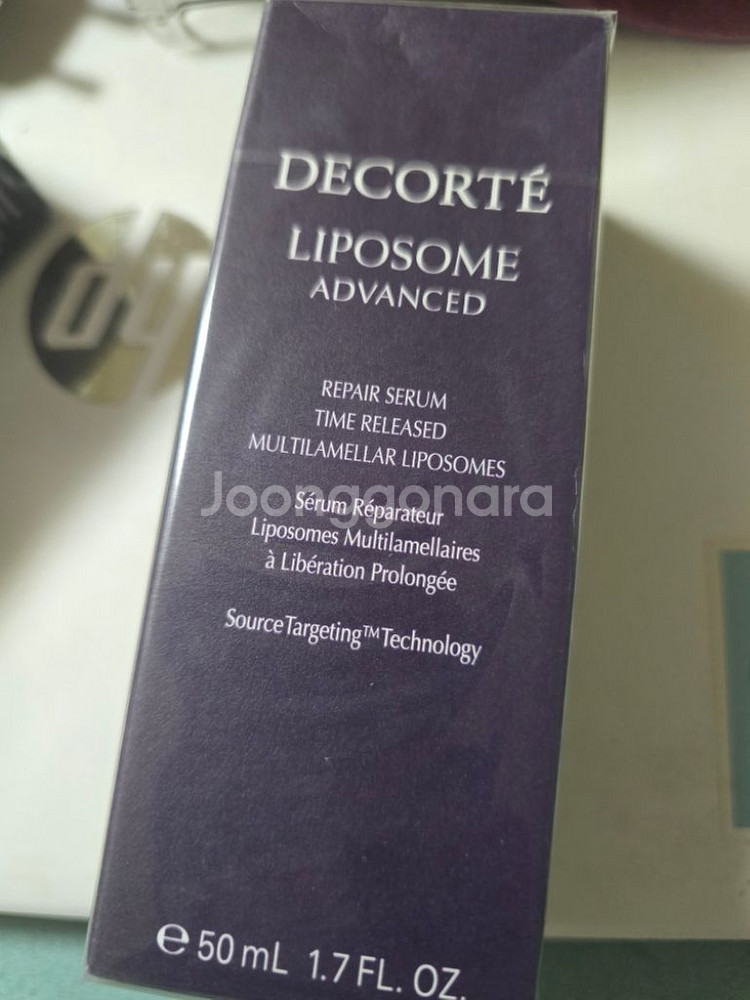 DECORTÉ
LIPOSOME
ADVANCED
REPAIR SERUM
TIME RELEASED
MULTILAMELLAR LIPOSOMES
Joonggonara
Sérum Réparateur
Liposomes Multilamellaires
à Libération Prolongée
SourceTargeting™Technology
℮ 50 mL 1.7 FL. OZ.
hp